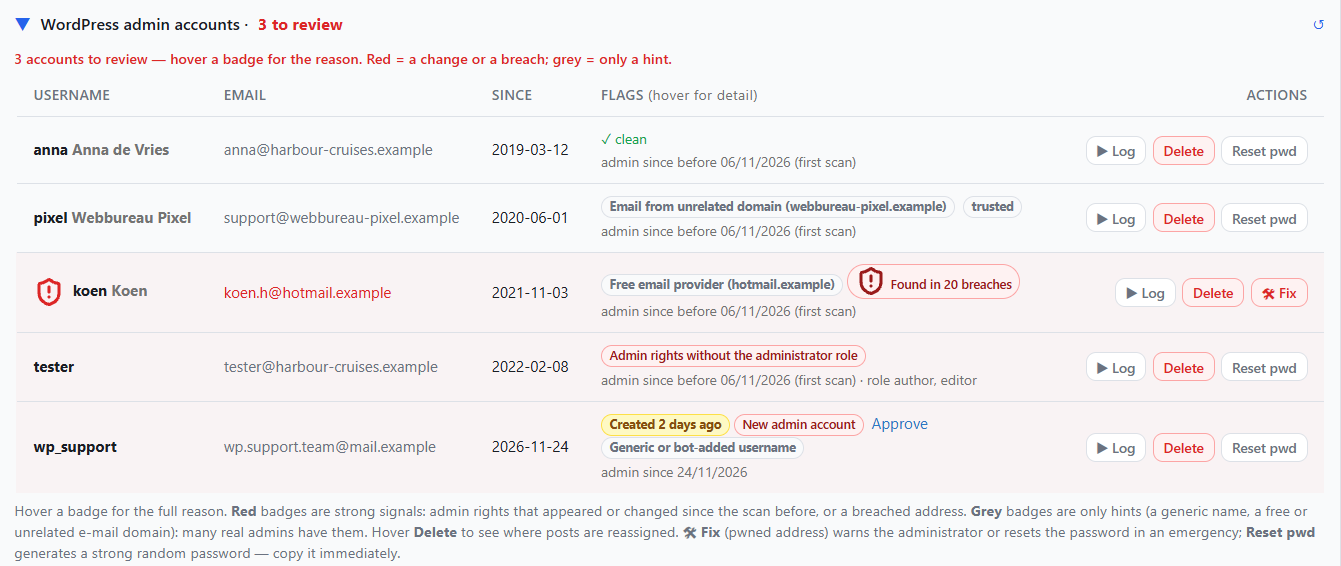 ▼ WordPress admin accounts · 3 to review ↺
3 accounts to review — hover a badge for the reason. Red = a change or a breach; grey = only a hint.
USERNAME EMAIL SINCE FLAGS (hover for detail) ACTIONS
anna Anna de Vries anna@harbour-cruises.example 2019-03-12 ✓ clean ▶ Log Delete Reset pwd
admin since before 06/11/2026 (first scan)
pixel Webbureau Pixel support@webbureau-pixel.example 2020-06-01 Email from unrelated domain (webbureau-pixel.example) trusted ▶ Log Delete Reset pwd
admin since before 06/11/2026 (first scan)
koen Koen koen.h@hotmail.example 2021-11-03 Free email provider (hotmail.example) Found in 20 breaches ▶ Log Delete 🛠 Fix
admin since before 06/11/2026 (first scan)
tester tester@harbour-cruises.example 2022-02-08 Admin rights without the administrator role ▶ Log Delete Reset pwd
admin since before 06/11/2026 (first scan) · role author, editor
wp_support wp.support.team@mail.example 2026-11-24 Created 2 days ago New admin account Approve ▶ Log Delete Reset pwd
Generic or bot-added username
admin since 24/11/2026
Hover a badge for the full reason. Red badges are strong signals: admin rights that appeared or changed since the scan before, or a breached address. Grey badges are only hints (a generic name, a free or
unrelated e-mail domain): many real admins have them. Hover Delete to see where posts are reassigned. 🛠 Fix (pwned address) warns the administrator or resets the password in an emergency; Reset pwd
generates a strong random password — copy it immediately.